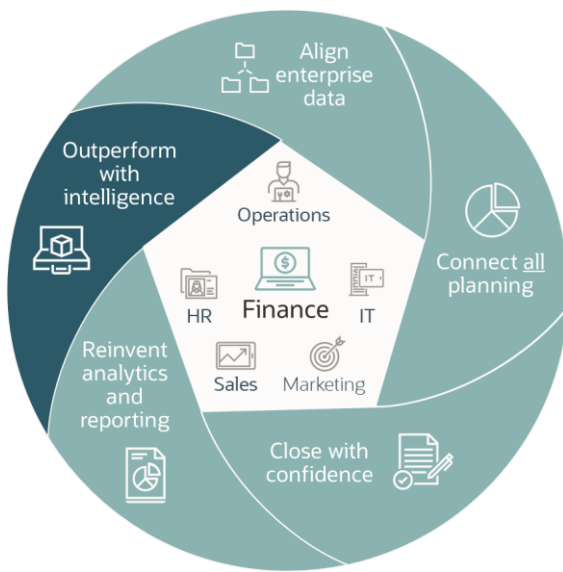 Align
enterprise
data
Outperform
with
intelligence
Operations
Connect all
planning
HR
Finance
IT
IT
Sales
Marketing
Reinvent
analytics
and
reporting
Close with
confidence